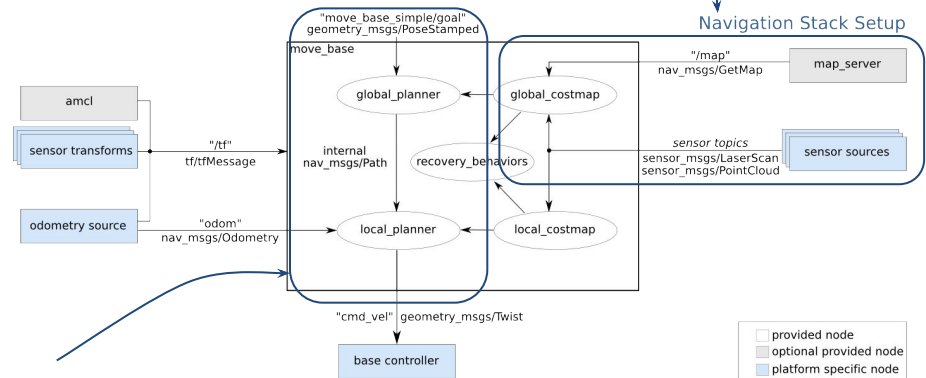 Navigation Stack Setup
"move_base_simple/goal"
geometry_msgs/PoseStamped
move_base
"/map"
nav_msgs/GetMap
map_server
global_planner
global_costmap
amcl
sensor transforms
"/tf"
tf/tfMessage
internal
nav_msgs/Path
recovery_behaviors
sensor topics
sensor_msgs/LaserScan
sensor_msgs/PointCloud
sensor sources
odometry source
"odom"
nav_msgs/Odometry
local_planner
local_costmap
"cmd_vel"
geometry_msgs/Twist
base controller
provided node
optional provided node
platform specific node